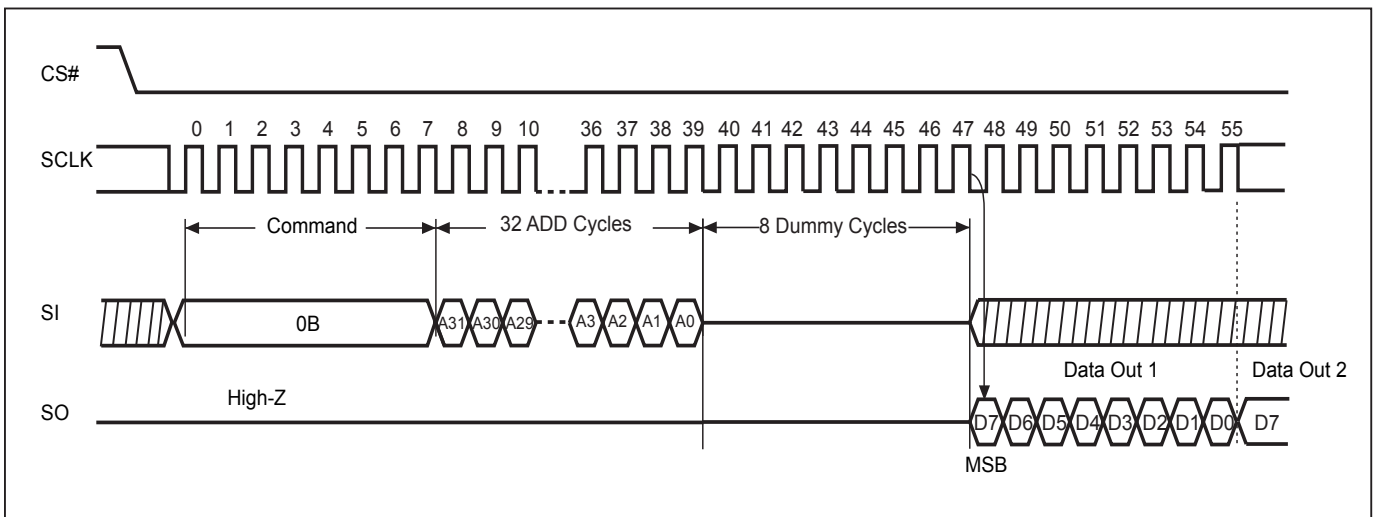 CS#
0 1 2 3 4 5 6 7 8 9 10 36 37 38 39 40 41 42 43 44 45 46 47 48 49 50 51 52 53 54 55
SCLK
Command 32 ADD Cycles 8 Dummy Cycles
SI 0B A31 A30 A29 A3 A2 A1 A0
Data Out 1 Data Out 2
High-Z
SO D7 D6 D5 D4 D3 D2 D1 D0 D7
MSB